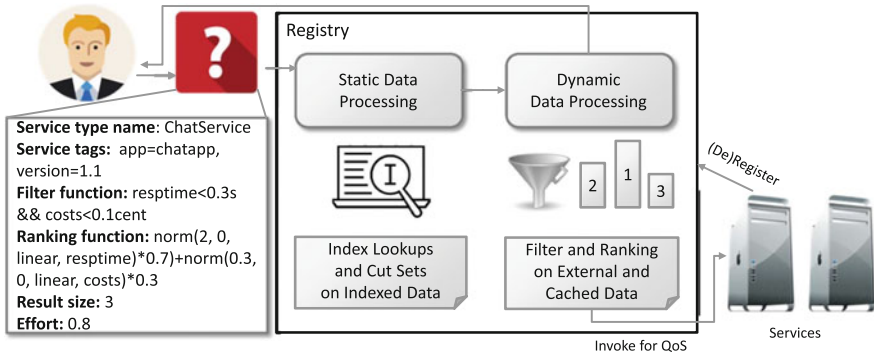 ?
Service type name: ChatService
Service tags: app=chatapp,
version=1.1
Filter function: resptime<0.3s
&& costs<0.1cent
Ranking function: norm(2, 0,
linear, resptime)*0.7)+norm(0.3,
0, linear, costs)*0.3
Result size: 3
Effort: 0.8
Registry
Static Data
Processing
Dynamic
Data Processing
I
2
1
3
Index Lookups
and Cut Sets
on Indexed Data
Filter and Ranking
on External and
Cached Data
(De)Register
Services
Invoke for QoS